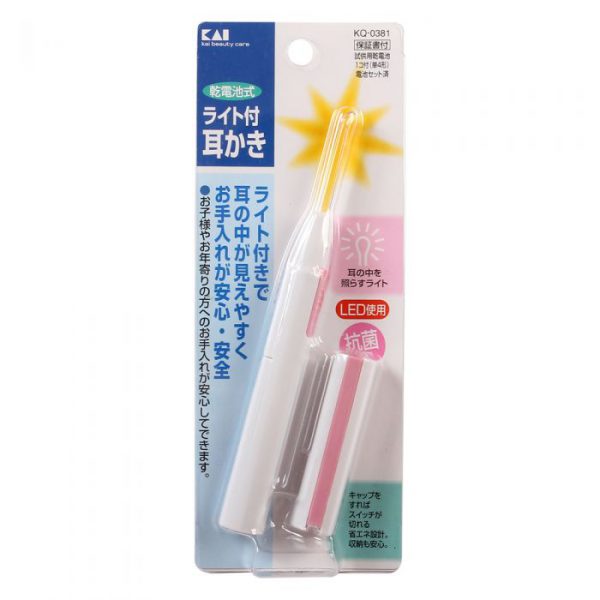 KAI
kai beauty care
KQ-0381
保証書付
試供用乾電池
1コ付(単4形)
電池セット済
乾電池式
ライト付
耳かき
ライト付きで
耳の中が見えやすく
お手入れが安心・安全
●お子様やお年寄りの方へのお手入れが安心してできます。
耳の中を
照らすライト
LED使用
抗菌
キャップを
すれば
スイッチが
切れる
省エネ設計。
収納も安心。